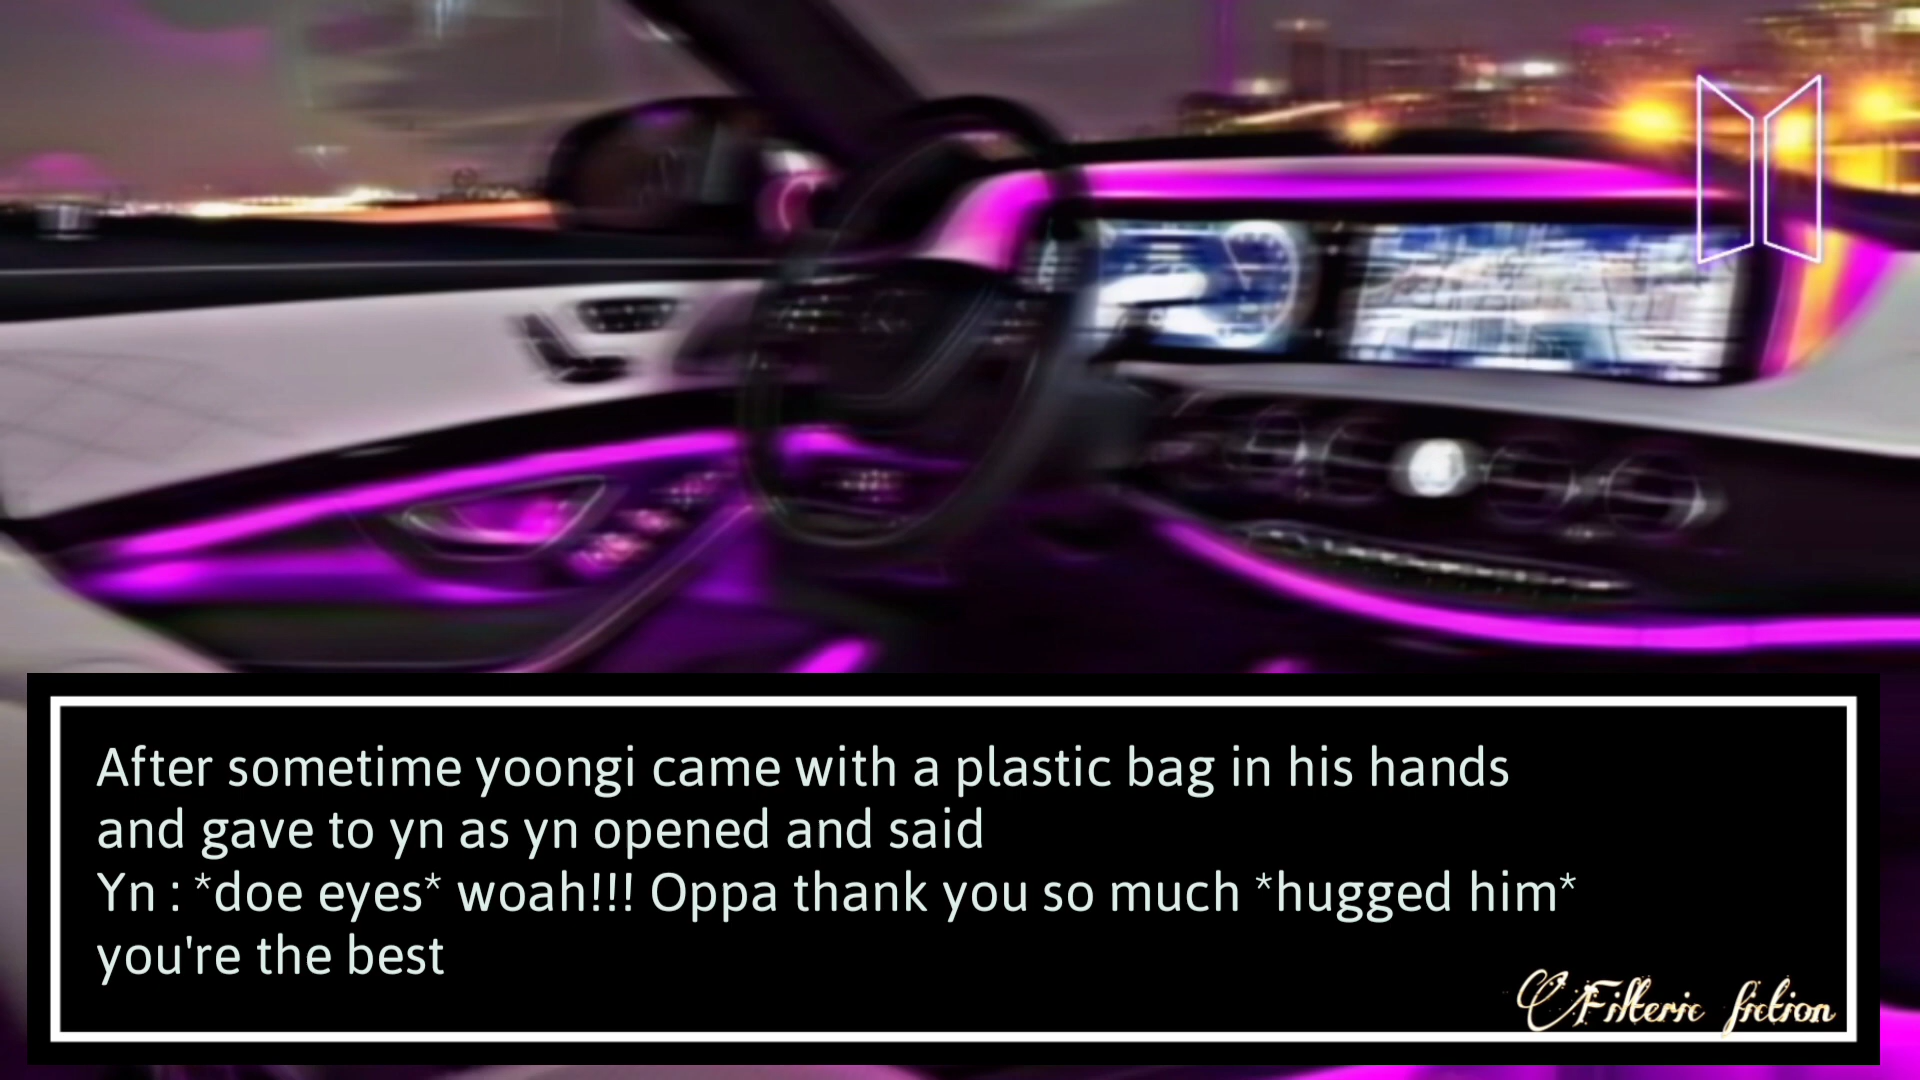 After sometime yoongi came with a plastic bag in his hands
and gave to yn as yn opened and said
Yn : *doe eyes* woah!!! Oppa thank you so much *hugged him*
you're the best
Filteric fiction